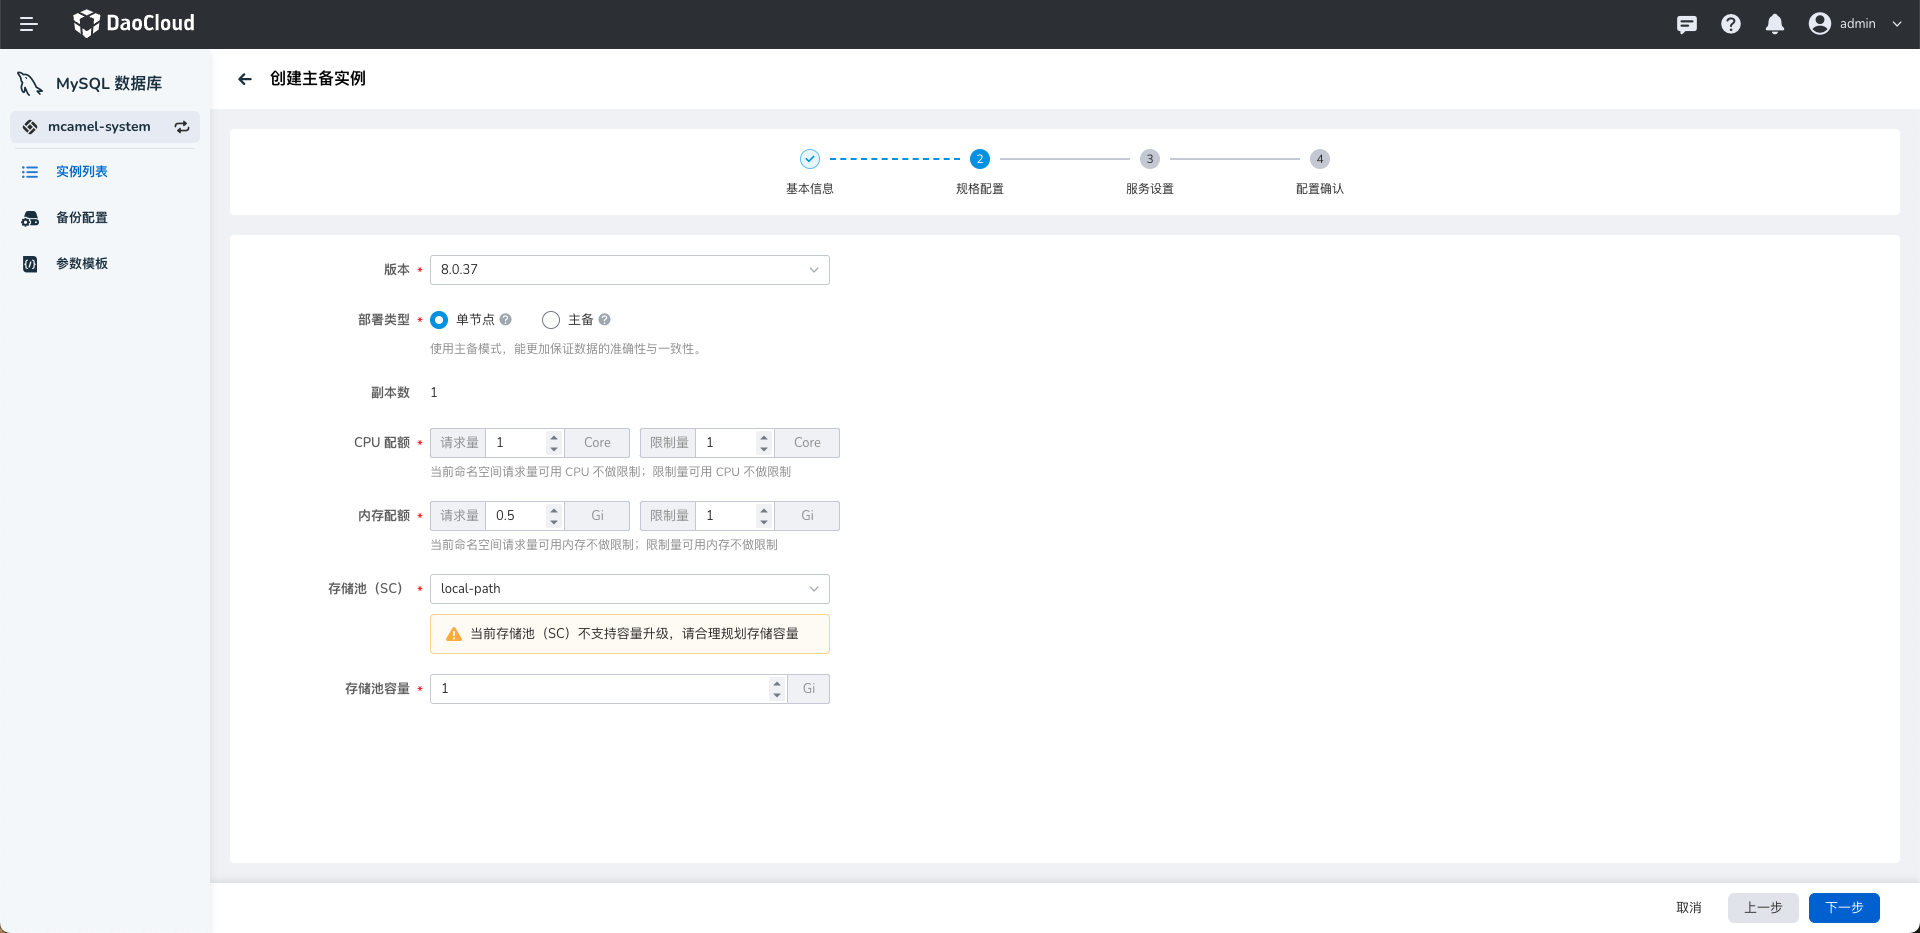 DaoCloud
admin
MySQL 数据库
mcamel-system
实例列表
备份配置
参数模板
创建主备实例
2 3 4
基本信息 规格配置 服务设置 配置确认
版本 * 8.0.37
部署类型 * 单节点 主备
使用主备模式，能更加保证数据的准确性与一致性。
副本数 1
CPU 配额 * 请求量 1 Core 限制量 1 Core
当前命名空间请求量可用 CPU 不做限制；限制量可用 CPU 不做限制
内存配额 * 请求量 0.5 Gi 限制量 1 Gi
当前命名空间请求量可用内存不做限制；限制量可用内存不做限制
存储池（SC） * local-path
当前存储池（SC）不支持容量升级，请合理规划存储容量
存储池容量 * 1 Gi
取消 上一步 下一步